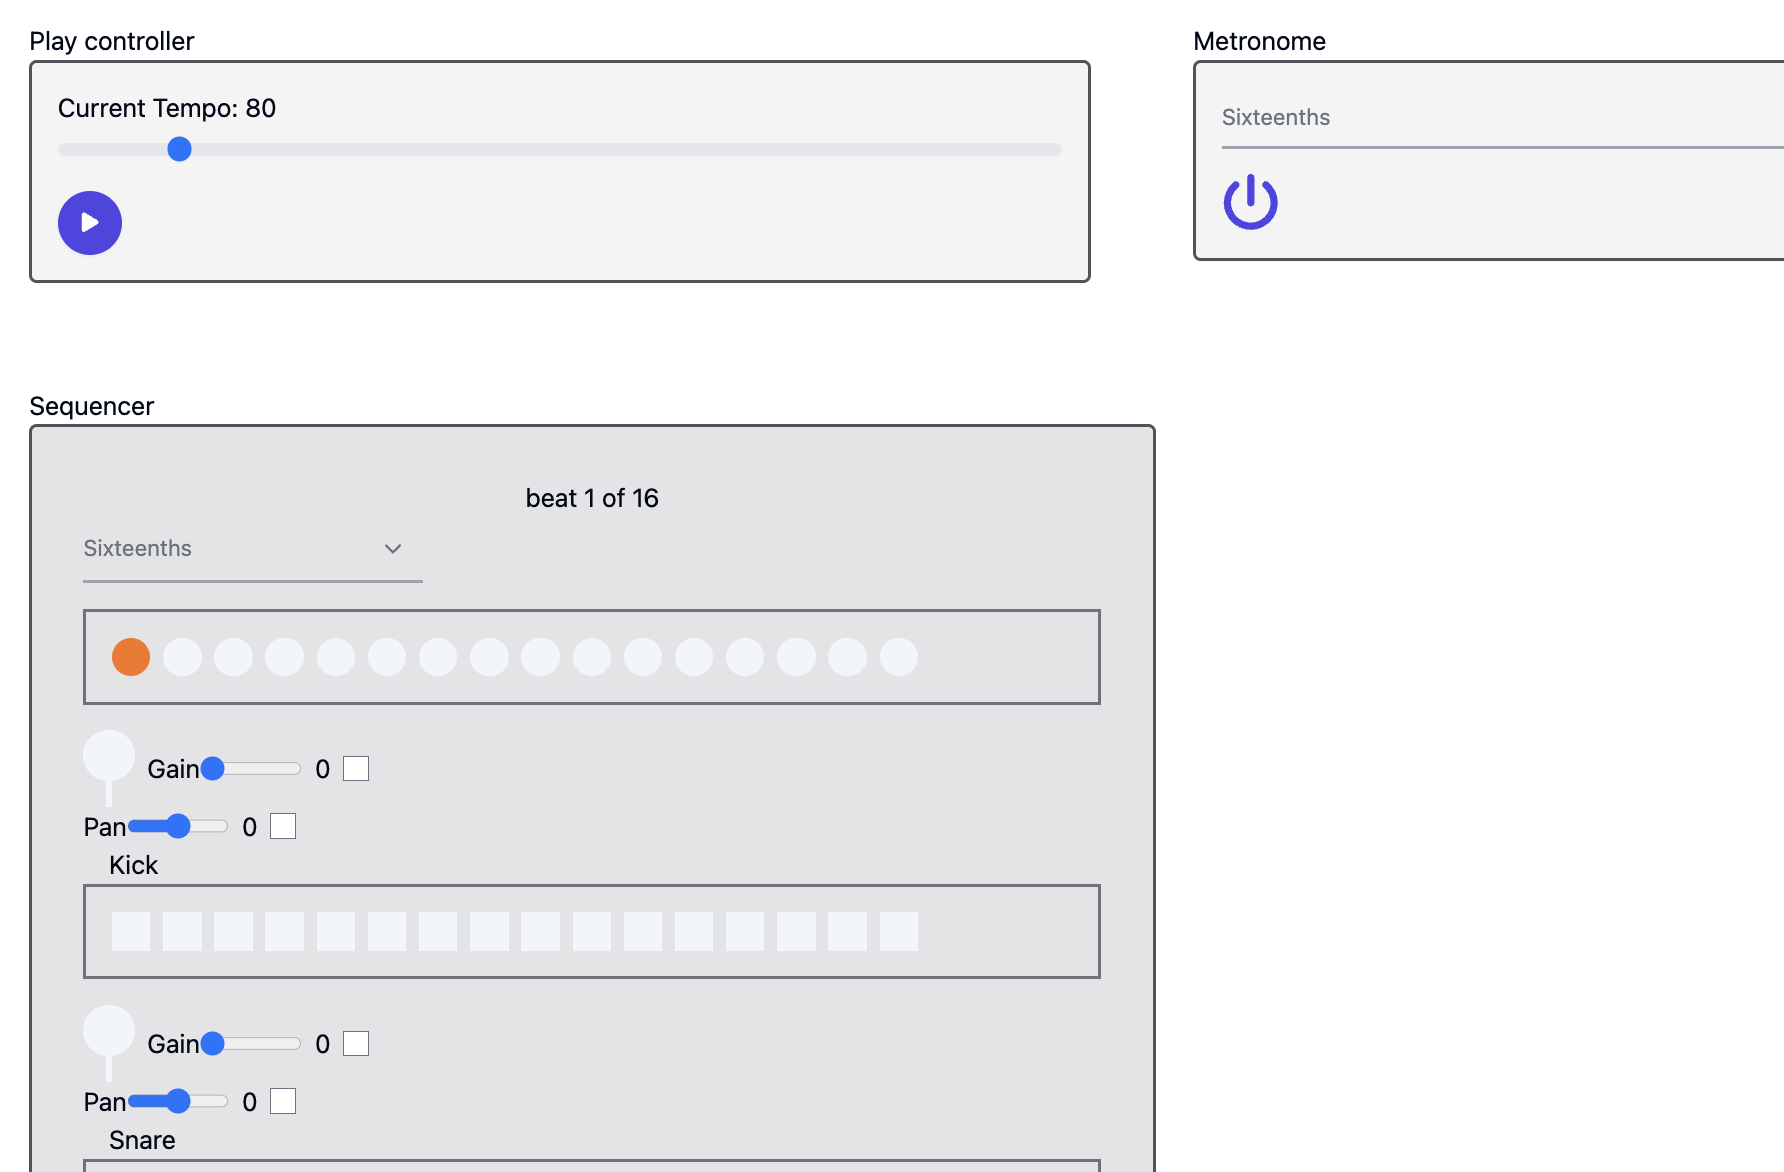 Play controller
Current Tempo: 80
Metronome
Sixteenths
Sequencer
beat 1 of 16
Sixteenths
Gain 0
Pan 0
Kick
Gain 0
Pan 0
Snare